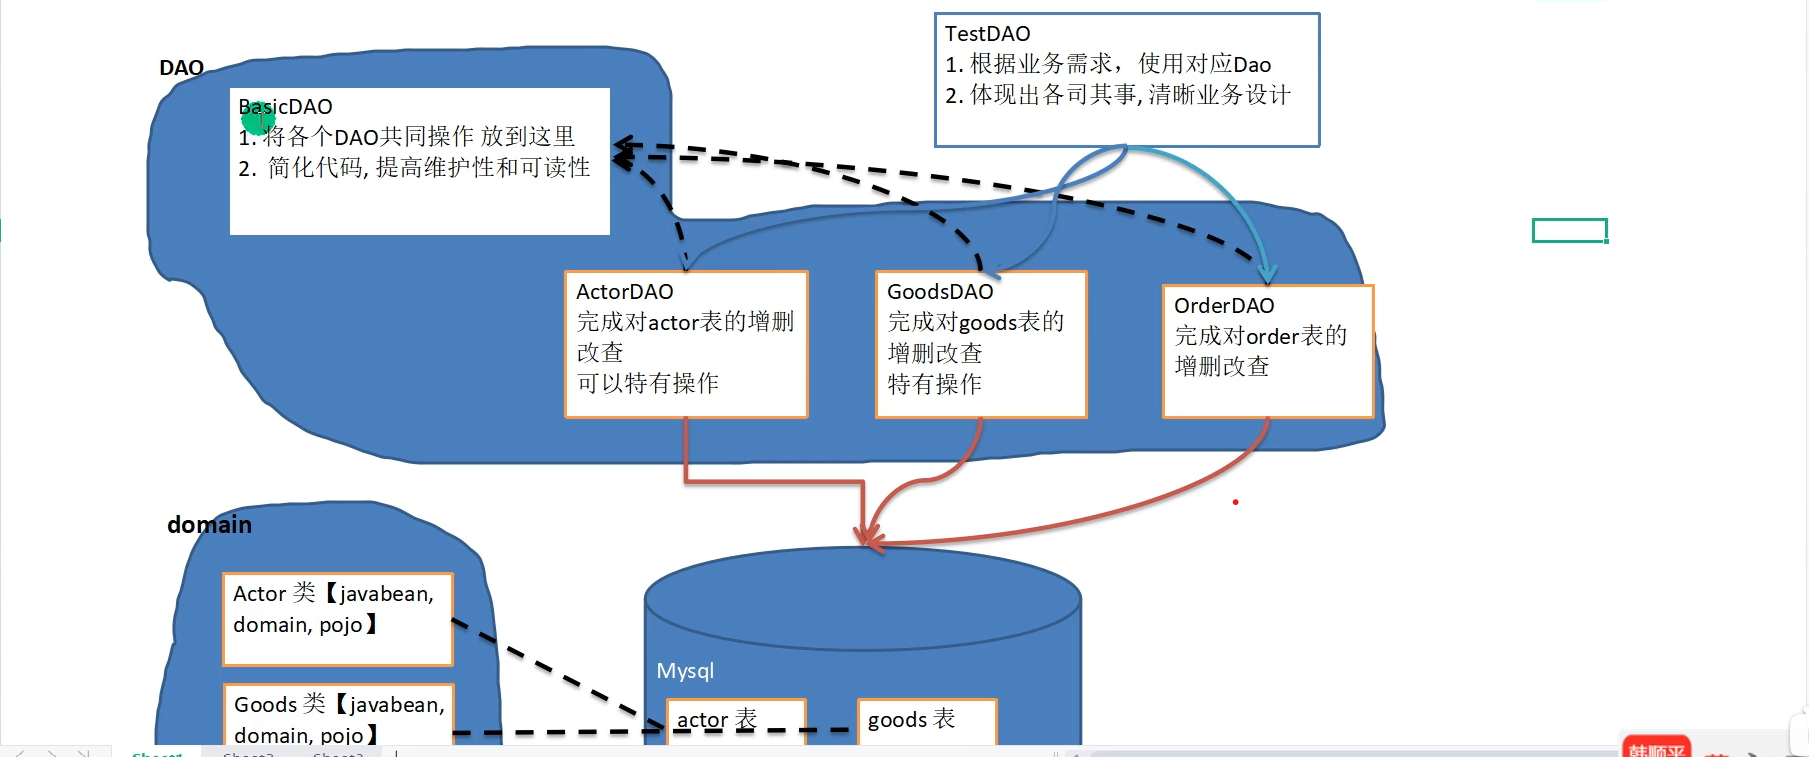 DAO
BasicDAO
1. 将各个DAO共同操作 放到这里
2. 简化代码, 提高维护性和可读性
TestDAO
1. 根据业务需求，使用对应Dao
2. 体现出各司其事, 清晰业务设计
ActorDAO
完成对actor表的增删
改查
可以特有操作
GoodsDAO
完成对goods表的
增删改查
特有操作
OrderDAO
完成对order表的
增删改查
domain
Actor 类【javabean,
domain, pojo】
Goods 类【javabean,
domain, pojo】
Mysql
actor 表
goods 表
Sheet1
Sheet2
Sheet3
韩顺平